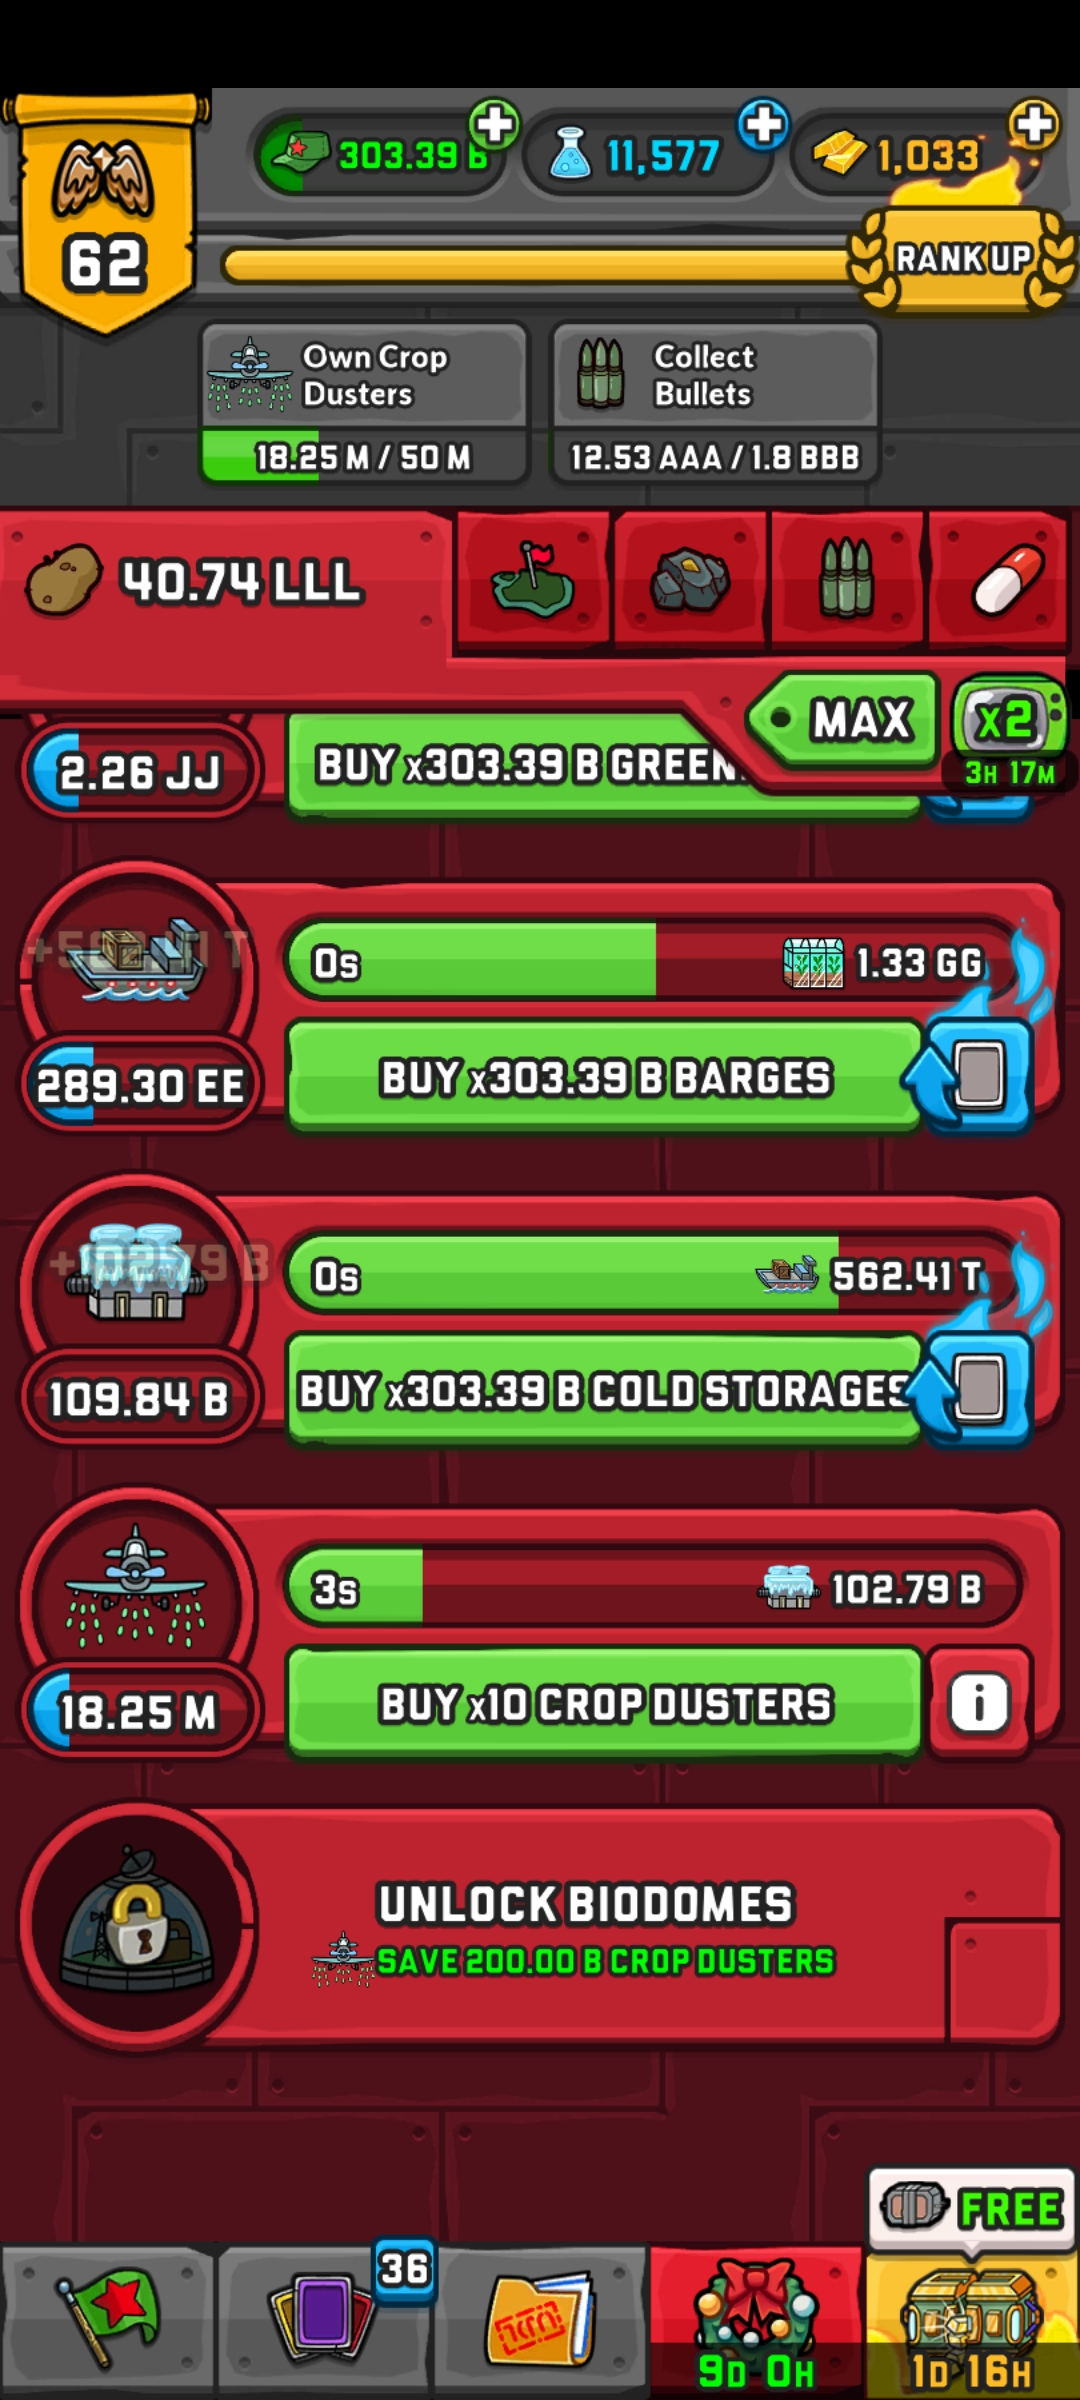 303.39 B
11,577
1,033
62
RANK UP
Own Crop
Dusters
18.25 M / 50 M
Collect
Bullets
12.53 AAA / 1.8 BBB
40.74 LLL
MAX
x2
3H 17M
2.26 JJ
BUY x303.39 B GREEN
0s
1.33 GG
289.30 EE
BUY x303.39 B BARGES
0s
562.41 T
109.84 B
BUY x303.39 B COLD STORAGES
3s
102.79 B
18.25 M
BUY x10 CROP DUSTERS
i
UNLOCK BIODOMES
SAVE 200.00 B CROP DUSTERS
FREE
36
9D 0H
1D 16H